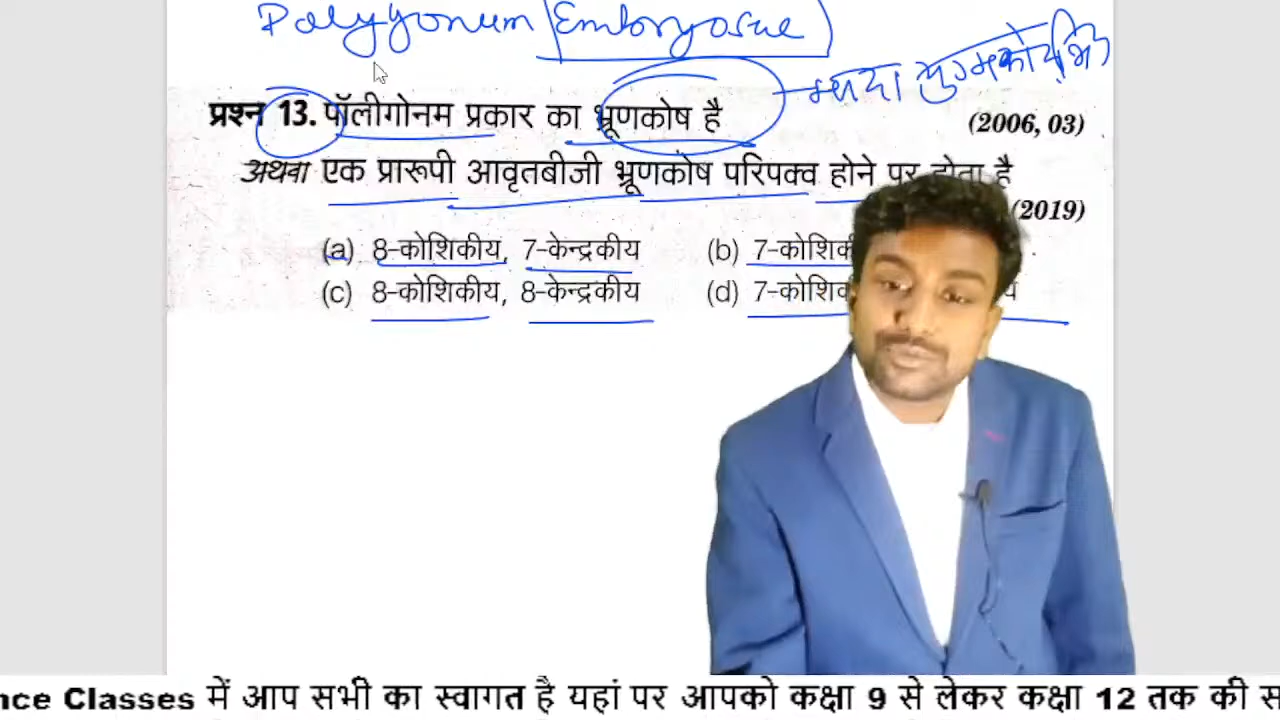 Polygonum Embryosac
प्रश्न 13. पॉलीगोनम प्रकार का भ्रूणकोष है
(2006, 03)
अथवा एक प्रारूपी आवृतबीजी भ्रूणकोष परिपक्व होने पर होता है
(2019)
(a) 8-कोशिकीय, 7-केन्द्रकीय (b) 7-कोशिकी
(c) 8-कोशिकीय, 8-केन्द्रकीय (d) 7-कोशिक
nce Classes में आप सभी का स्वागत है यहां पर आपको कक्षा 9 से लेकर कक्षा 12 तक की स